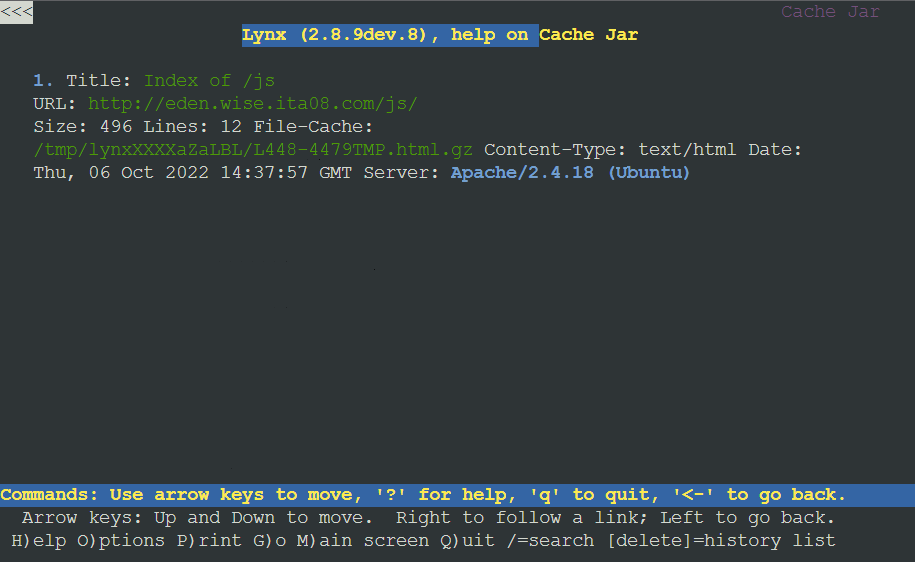 <<< Cache Jar
Lynx (2.8.9dev.8), help on Cache Jar
1. Title: Index of /js
URL: http://eden.wise.ita08.com/js/
Size: 496 Lines: 12 File-Cache:
/tmp/lynxXXXXaZaLBL/L448-4479TMP.html.gz Content-Type: text/html Date:
Thu, 06 Oct 2022 14:37:57 GMT Server: Apache/2.4.18 (Ubuntu)
Commands: Use arrow keys to move, '?' for help, 'q' to quit, '<-' to go back.
Arrow keys: Up and Down to move.  Right to follow a link; Left to go back.
H)elp O)ptions P)rint G)o M)ain screen Q)uit /=search [delete]=history list